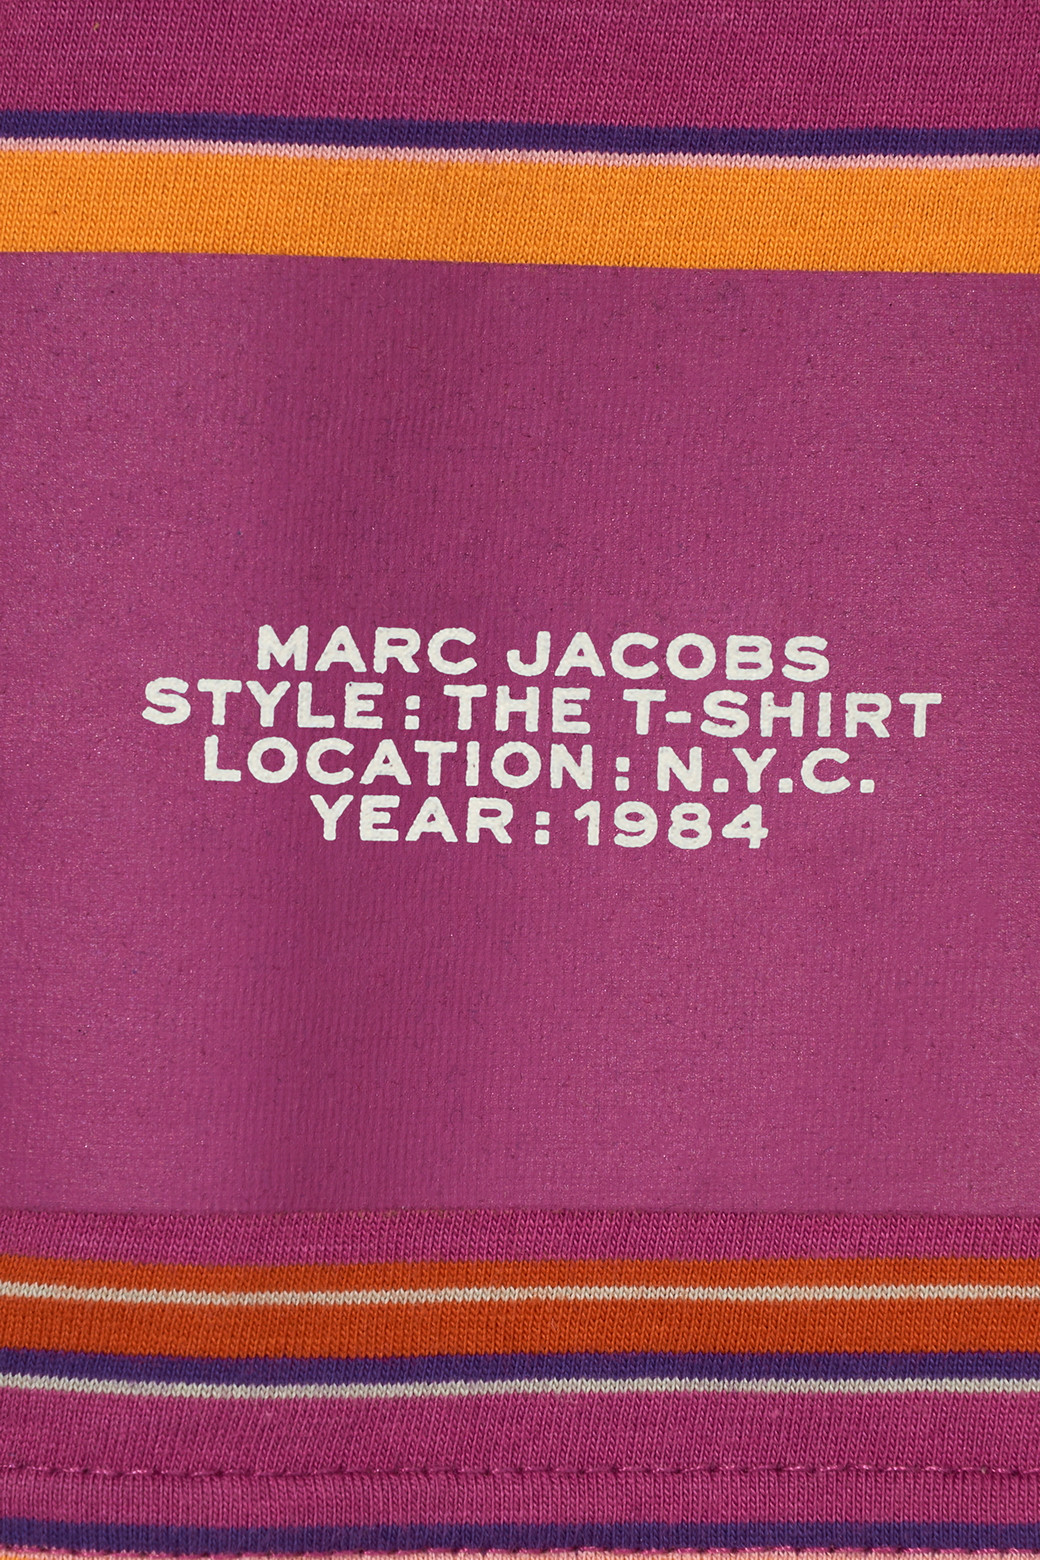 MARC JACOBS
STYLE: THE T-SHIRT
LOCATION: N.Y.C.
YEAR: 1984